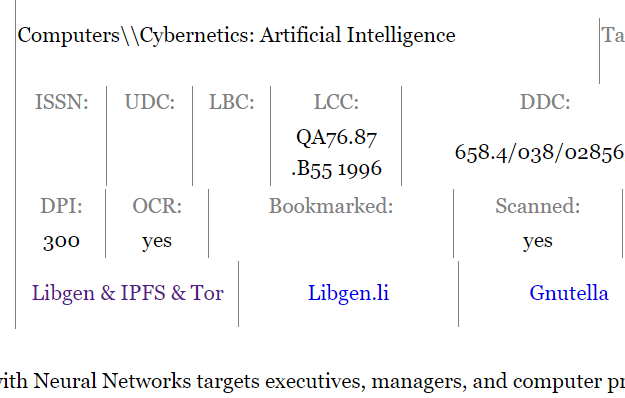 Computers\\Cybernetics: Artificial Intelligence Ta
ISSN: UDC: LBC: LCC: DDC:
QA76.87
.B55 1996
658.4/038/02856
DPI: OCR: Bookmarked: Scanned:
300 yes yes
Libgen & IPFS & Tor Libgen.li Gnutella
with Neural Networks targets executives, managers, and computer pr